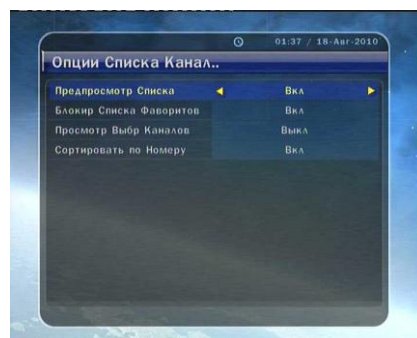 01:37 / 18-Авг-2010
Опции Списка Канал..
Предпросмотр Списка Вкл
Блокир Списка Фаворитов Вкл
Просмотр Выбр Каналов Выкл
Сортировать по Номеру Вкл